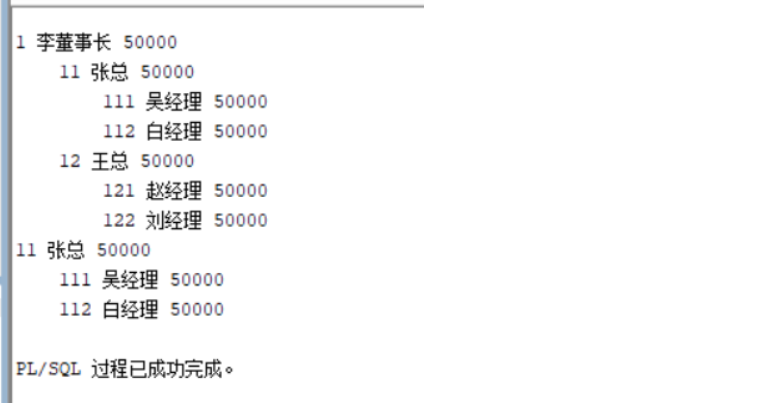 1 李董事长 50000
11 张总 50000
111 吴经理 50000
112 白经理 50000
12 王总 50000
121 赵经理 50000
122 刘经理 50000
11 张总 50000
111 吴经理 50000
112 白经理 50000
PL/SQL 过程已成功完成。